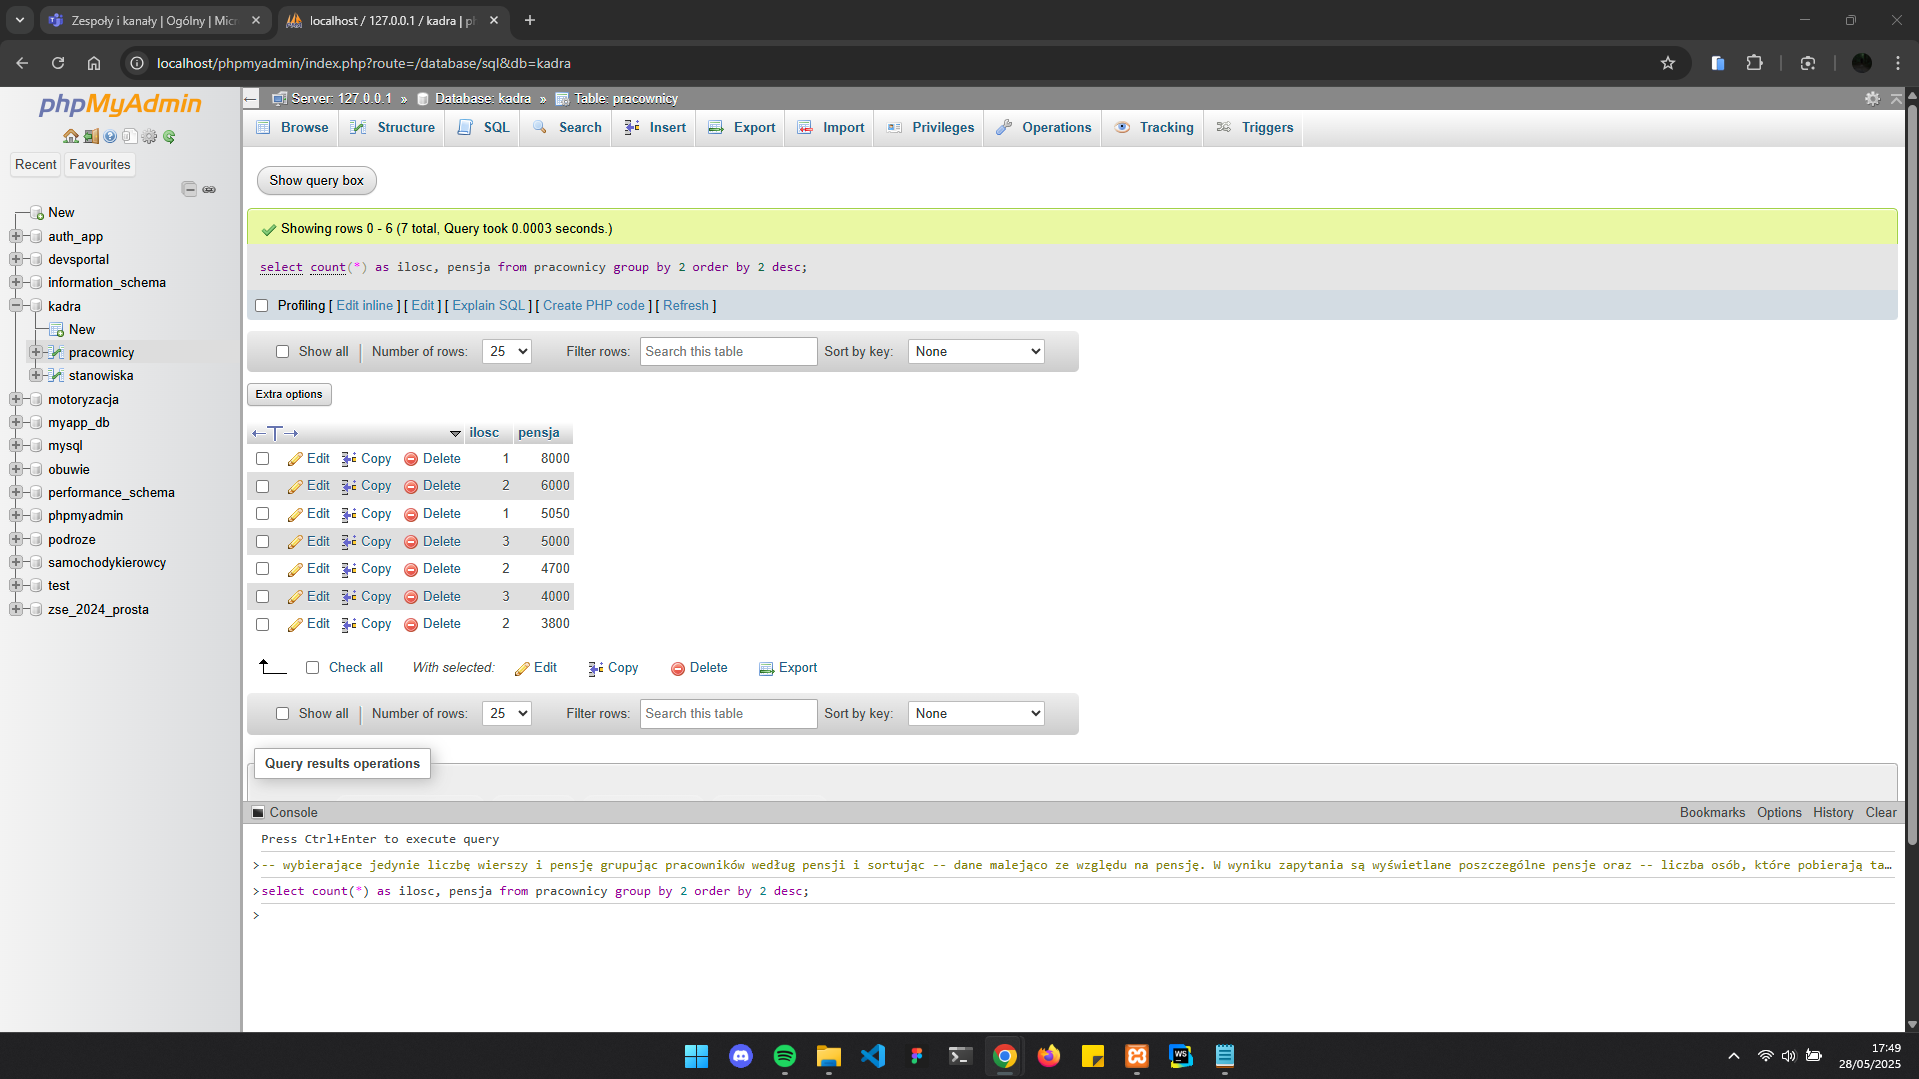 Zespoły i kanały | Ogólny | Micr
localhost / 127.0.0.1 / kadra | ph
localhost/phpmyadmin/index.php?route=/database/sql&db=kadra
phpMyAdmin
Recent
Favourites
New
auth_app
devsportal
information_schema
kadra
New
pracownicy
stanowiska
motoryzacja
myapp_db
mysql
obuwie
performance_schema
phpmyadmin
podroze
samochodykierowcy
test
zse_2024_prosta
Server: 127.0.0.1 » Database: kadra » Table: pracownicy
Browse Structure SQL Search Insert Export Import Privileges Operations Tracking Triggers
Show query box
Showing rows 0 - 6 (7 total, Query took 0.0003 seconds.)
select count(*) as ilosc, pensja from pracownicy group by 2 order by 2 desc;
Profiling [ Edit inline ] [ Edit ] [ Explain SQL ] [ Create PHP code ] [ Refresh ]
Show all Number of rows: 25 Filter rows: Search this table Sort by key: None
Extra options
ilosc pensja
Edit Copy Delete 1 8000
Edit Copy Delete 2 6000
Edit Copy Delete 1 5050
Edit Copy Delete 3 5000
Edit Copy Delete 2 4700
Edit Copy Delete 3 4000
Edit Copy Delete 2 3800
Check all With selected: Edit Copy Delete Export
Show all Number of rows: 25 Filter rows: Search this table Sort by key: None
Query results operations
Console Bookmarks Options History Clear
Press Ctrl+Enter to execute query
>-- wybierające jedynie liczbę wierszy i pensję grupując pracowników według pensji i sortując -- dane malejąco ze względu na pensję. W wyniku zapytania są wyświetlane poszczególne pensje oraz -- liczba osób, które pobierają ta…
>select count(*) as ilosc, pensja from pracownicy group by 2 order by 2 desc;
>
WS
17:49
28/05/2025